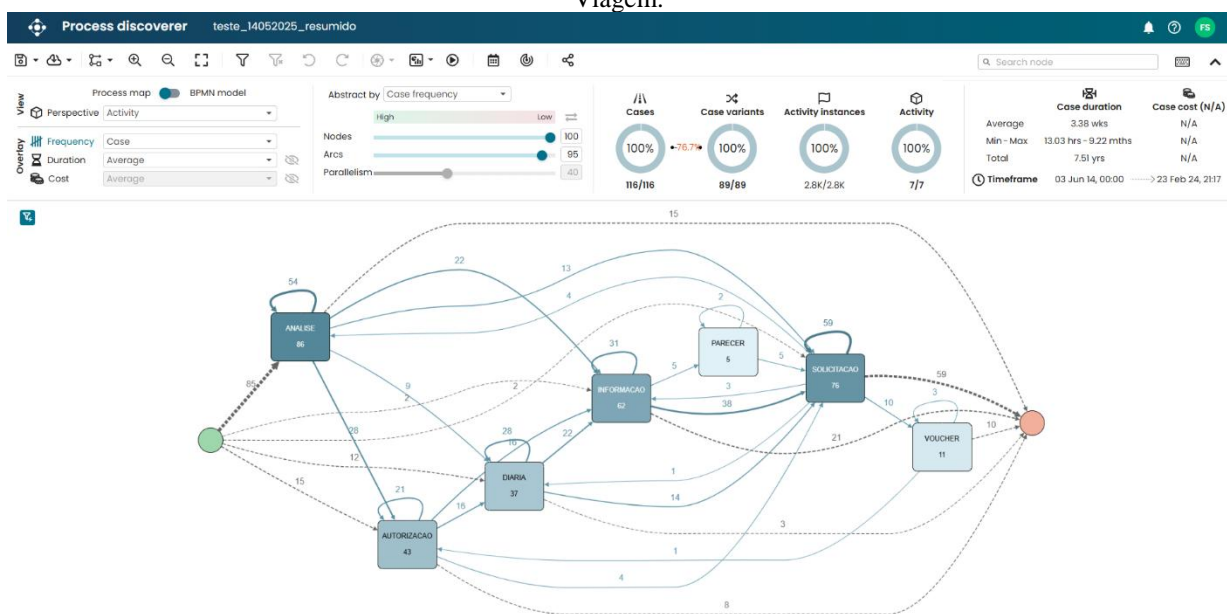 Viagem.
Process discoverer teste_14052025_resumido
FS
Search node
View
Process map BPMN model
Perspective Activity
Overlay
Frequency Case
Duration Average
Cost Average
Abstract by Case frequency
High Low
Nodes 100
Arcs 95
Parallelism 40
Cases
100%
116/116
-76.7%
Case variants
100%
89/89
Activity instances
100%
2.8K/2.8K
Activity
100%
7/7
Case duration Case cost (N/A)
Average 3.38 wks N/A
Min - Max 13.03 hrs - 9.22 mths N/A
Total 7.51 yrs N/A
Timeframe 03 Jun 14, 00:00 23 Feb 24, 21:17
15
22
13
54
4
2
ANALISE
86
59
31
PARECER
5
SOLICITACAO
76
85
9
2
2
5
5
59
INFORMACAO
62
3
38
10
3
28
28
16
22
21
10
VOUCHER
11
12
DIARIA
37
1
15
21
16
14
AUTORIZACAO
43
3
1
4
8